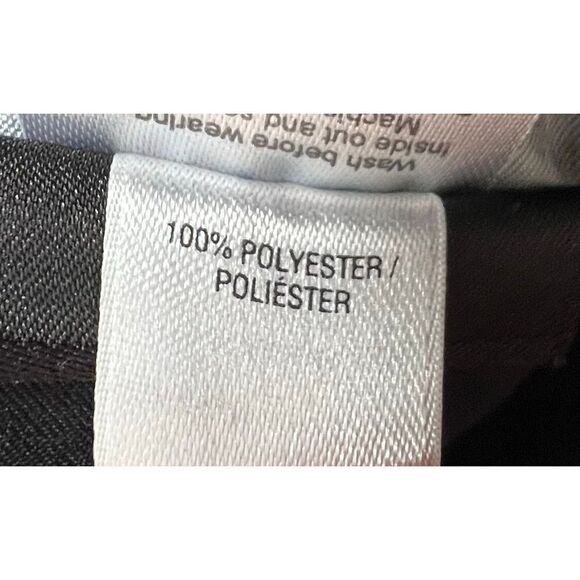 Wash before wearing
inside out and
100% POLYESTER /
POLIÉSTER